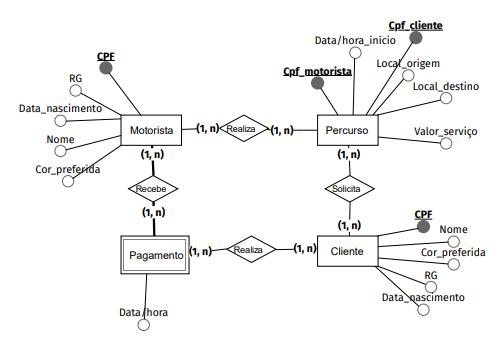 Cpf_cliente
Data/hora_início
CPF
Local_origem
Cpf_motorista
RG
Local_destino
Data_nascimento
Motorista
(1, n)
Realiza
(1, n)
Percurso
Nome
Valor_serviço
(1, n)
(1, n)
Cor_preferida
Recebe
Solicita
(1, n)
(1, n)
CPF
Nome
Pagamento
(1, n)
Realiza
(1, n)
Cliente
Cor_preferida
RG
Data_nascimento
Data/hora